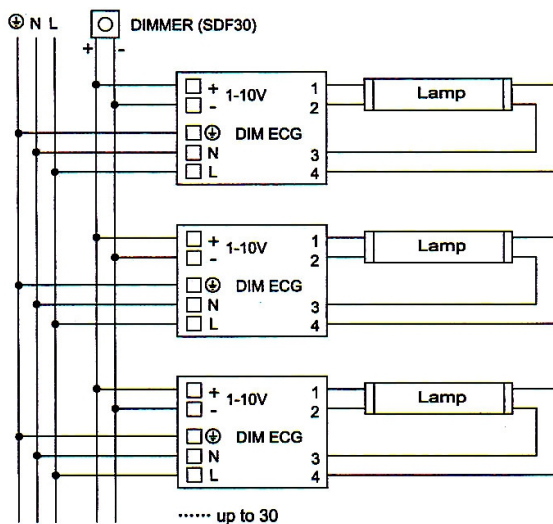 ⏚ N L DIMMER (SDF30)
+ -
+ 1-10V 1 Lamp
- 2
⏚ DIM ECG
N 3
L 4
+ 1-10V 1 Lamp
- 2
⏚ DIM ECG
N 3
L 4
+ 1-10V 1 Lamp
- 2
⏚ DIM ECG
N 3
L 4
...... up to 30